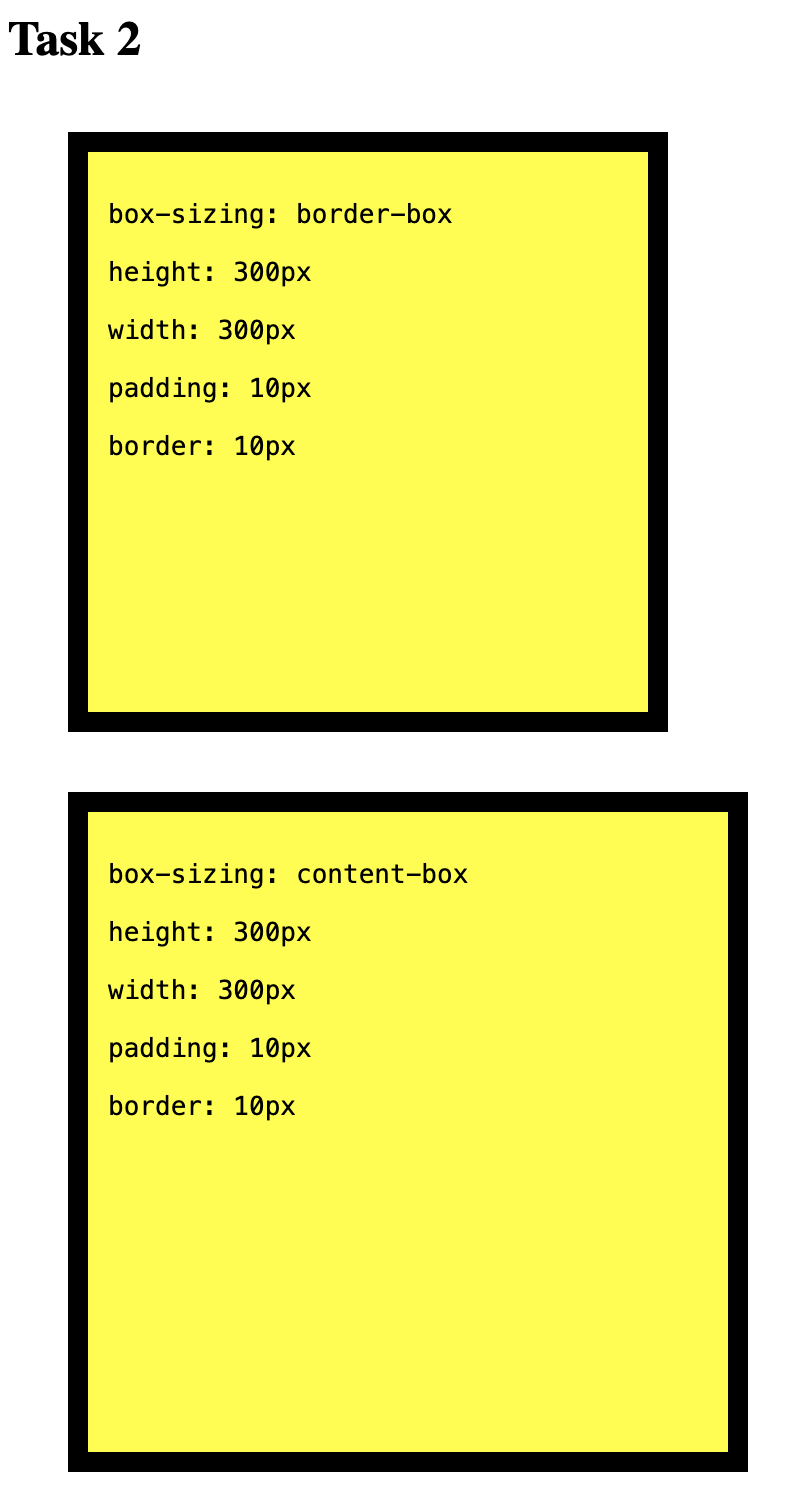 Task 2
box-sizing: border-box
height: 300px
width: 300px
padding: 10px
border: 10px
box-sizing: content-box
height: 300px
width: 300px
padding: 10px
border: 10px